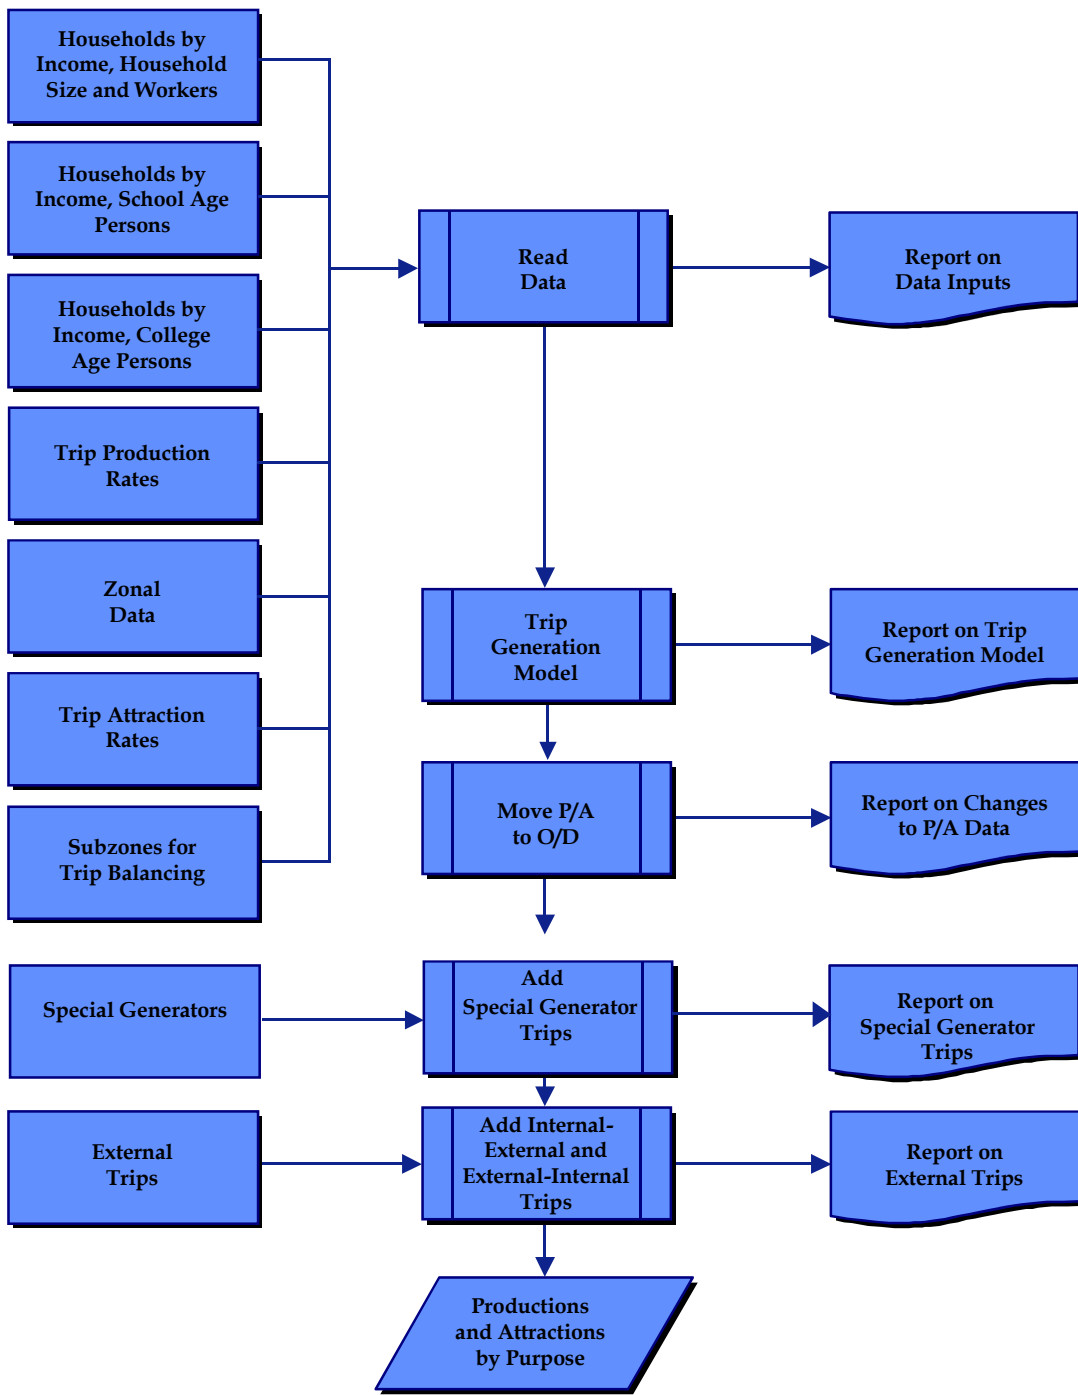 Households by
Income, Household
Size and Workers
Households by
Income, School Age
Persons
Households by
Income, College
Age Persons
Trip Production
Rates
Zonal
Data
Trip Attraction
Rates
Subzones for
Trip Balancing
Read
Data
Report on
Data Inputs
Trip
Generation
Model
Report on Trip
Generation Model
Move P/A
to O/D
Report on Changes
to P/A Data
Special Generators
Add
Special Generator
Trips
Report on
Special Generator
Trips
External
Trips
Add Internal-
External and
External-Internal
Trips
Report on
External Trips
Productions
and Attractions
by Purpose